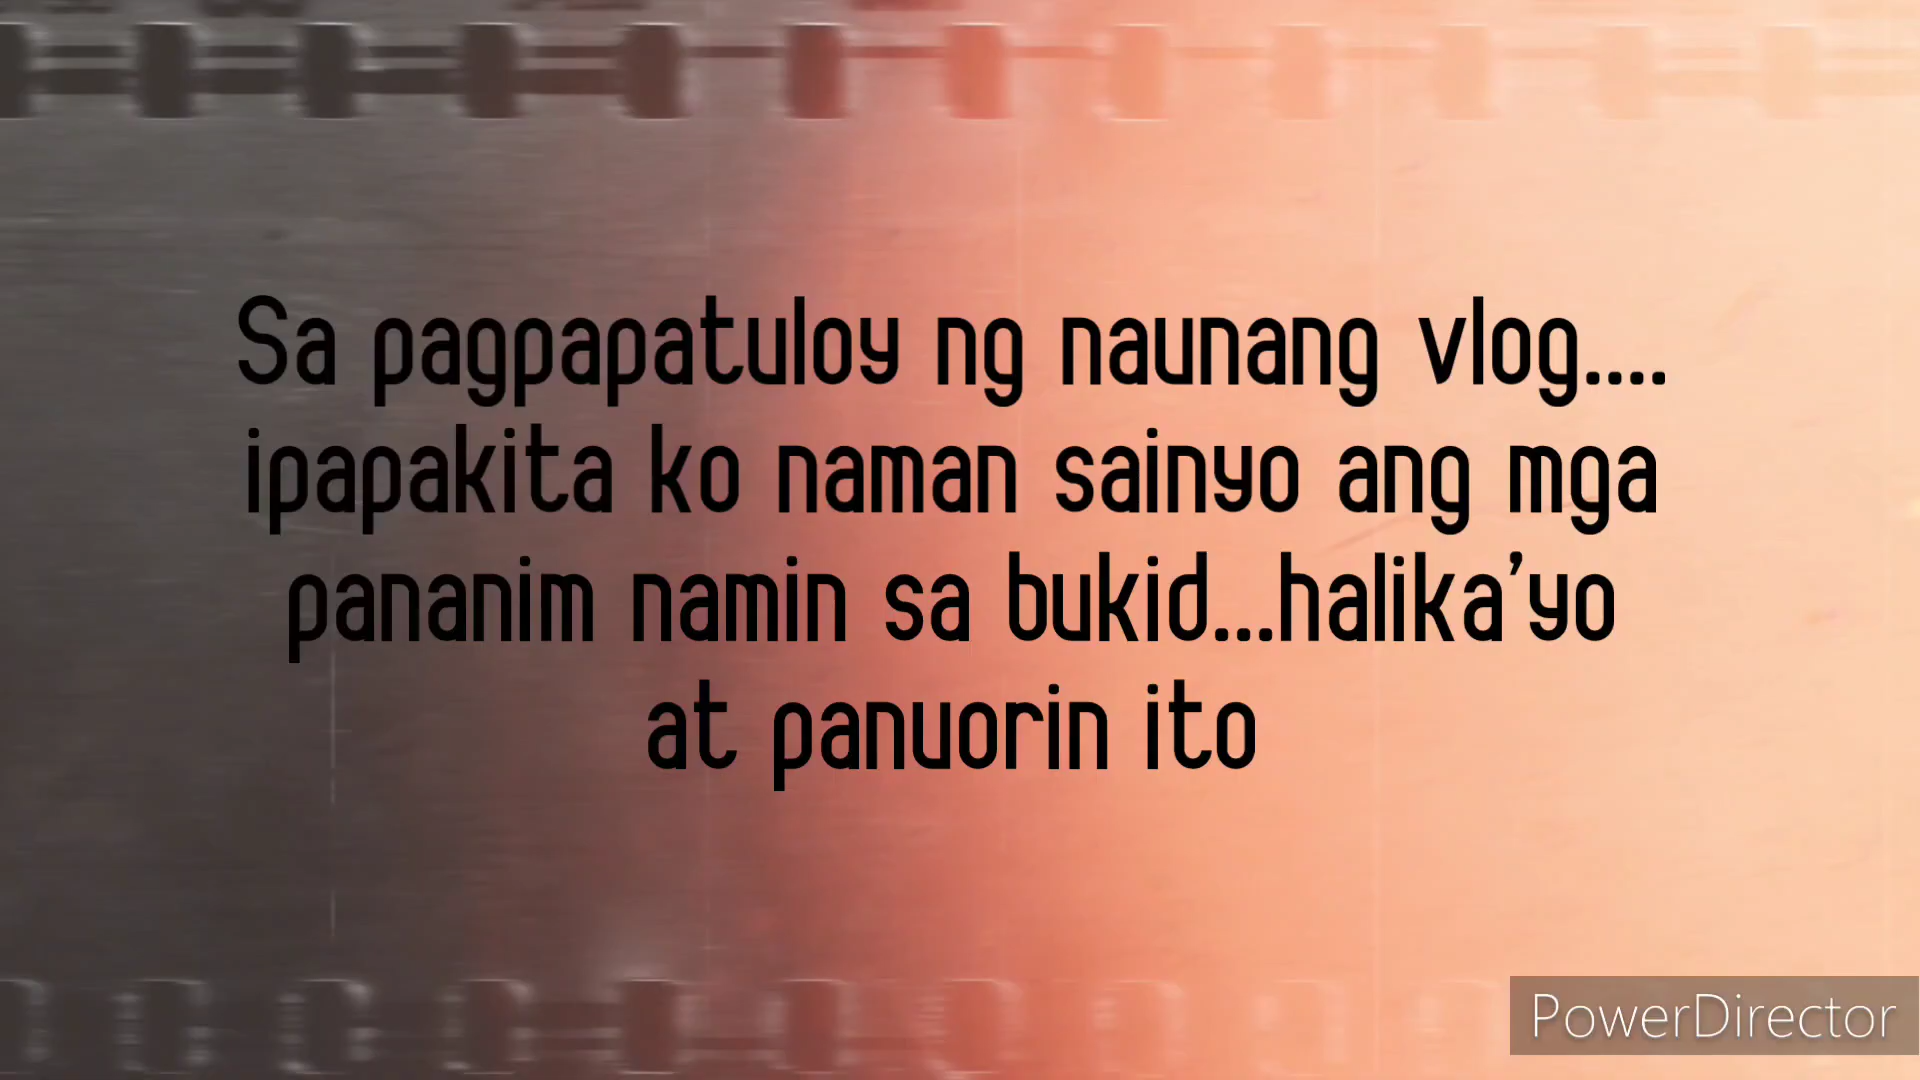 Sa pagpapatuloy ng naunang vlog....
ipapakita ko naman sainyo ang mga
pananim namin sa bukid...halika'yo
at panuorin ito
PowerDirector